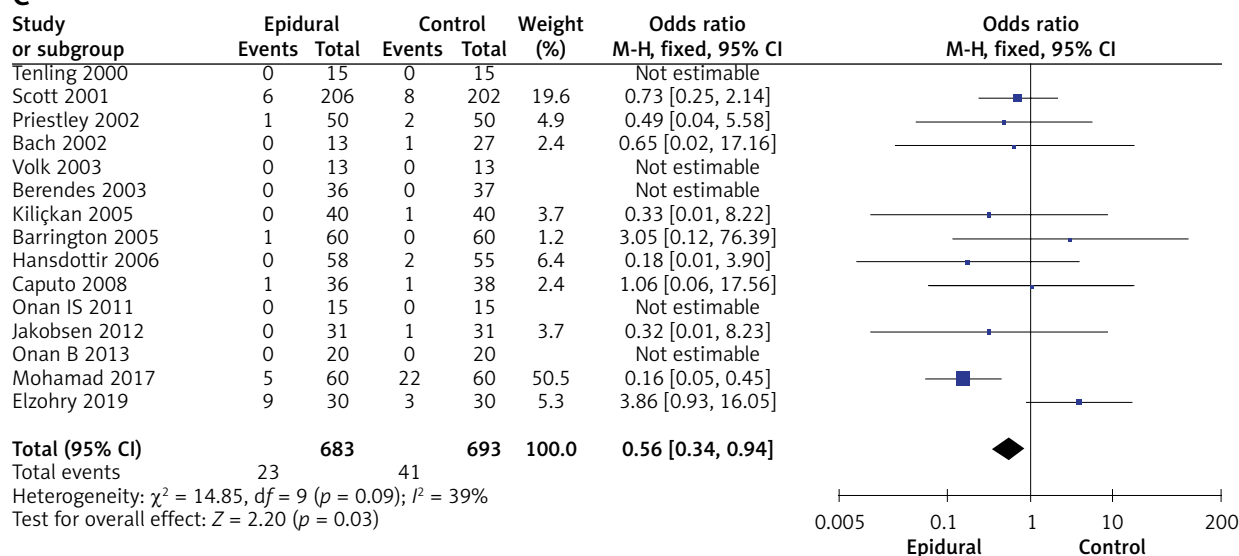 C
Study Epidural Control Weight Odds ratio Odds ratio
or subgroup Events Total Events Total (%) M-H, fixed, 95% CI M-H, fixed, 95% CI
Tenling 2000 0 15 0 15 Not estimable
Scott 2001 6 206 8 202 19.6 0.73 [0.25, 2.14]
Priestley 2002 1 50 2 50 4.9 0.49 [0.04, 5.58]
Bach 2002 0 13 1 27 2.4 0.65 [0.02, 17.16]
Volk 2003 0 13 0 13 Not estimable
Berendes 2003 0 36 0 37 Not estimable
Kiliçkan 2005 0 40 1 40 3.7 0.33 [0.01, 8.22]
Barrington 2005 1 60 0 60 1.2 3.05 [0.12, 76.39]
Hansdottir 2006 0 58 2 55 6.4 0.18 [0.01, 3.90]
Caputo 2008 1 36 1 38 2.4 1.06 [0.06, 17.56]
Onan IS 2011 0 15 0 15 Not estimable
Jakobsen 2012 0 31 1 31 3.7 0.32 [0.01, 8.23]
Onan B 2013 0 20 0 20 Not estimable
Mohamad 2017 5 60 22 60 50.5 0.16 [0.05, 0.45]
Elzohry 2019 9 30 3 30 5.3 3.86 [0.93, 16.05]
Total (95% CI) 683 693 100.0 0.56 [0.34, 0.94]
Total events 23 41
Heterogeneity: χ² = 14.85, df = 9 (p = 0.09); I² = 39%
Test for overall effect: Z = 2.20 (p = 0.03)
0.005 0.1 1 10 200
Epidural Control